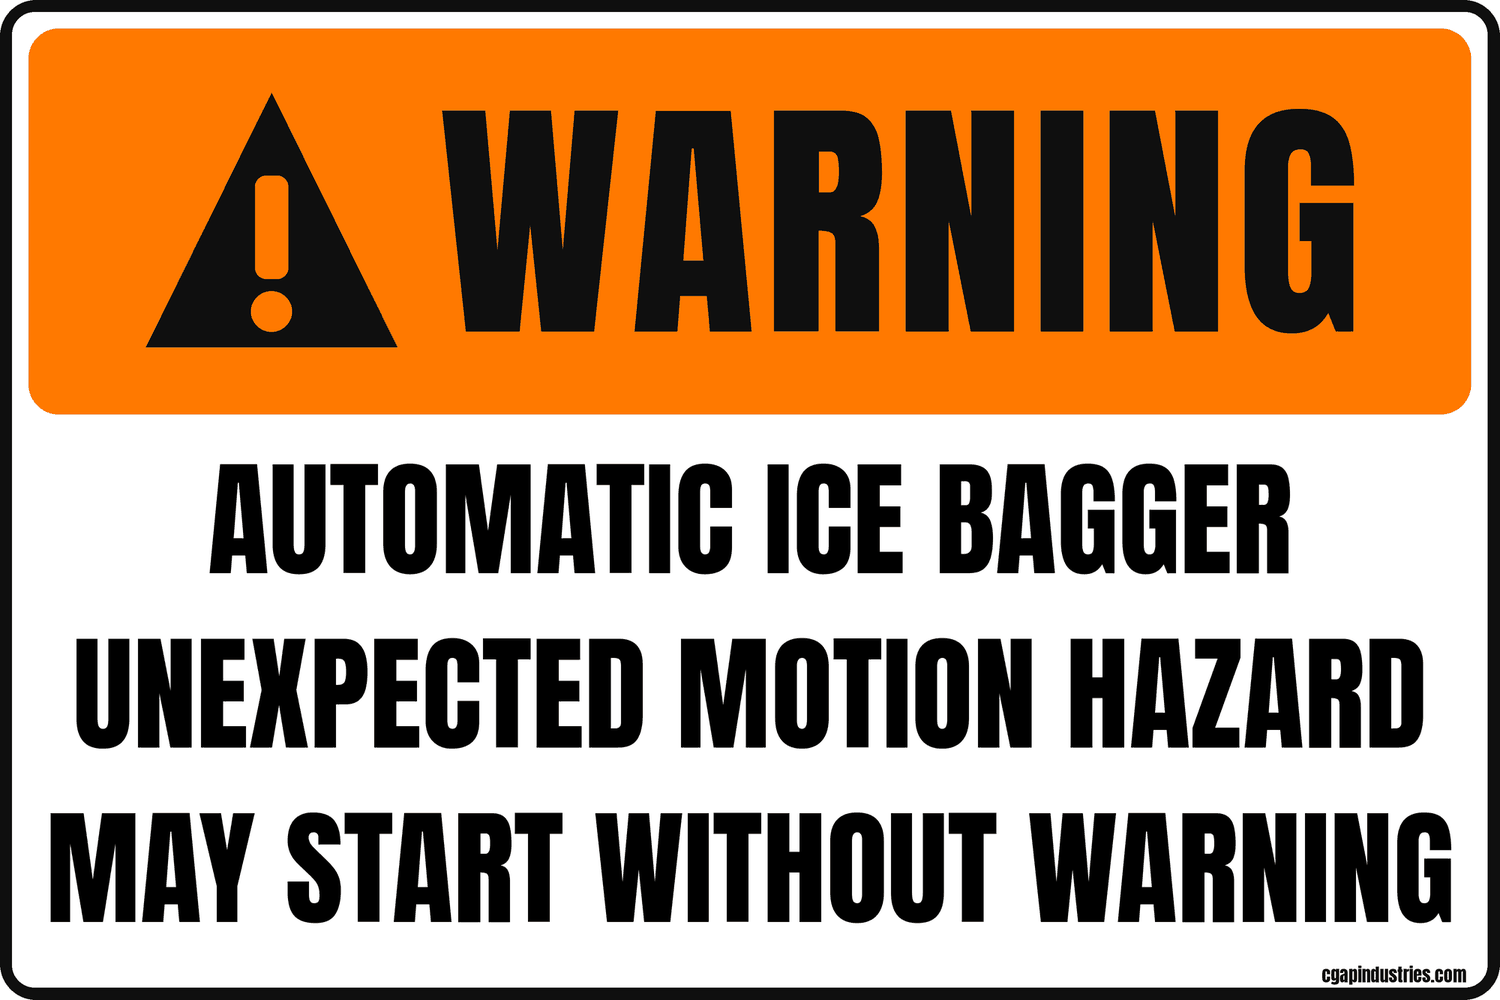 WARNING
AUTOMATIC ICE BAGGER
UNEXPECTED MOTION HAZARD
MAY START WITHOUT WARNING
cgapindustries.com